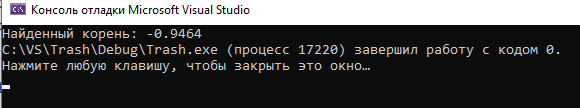 Консоль отладки Microsoft Visual Studio
Найденный корень: -0.9464
C:\VS\Trash\Debug\Trash.exe (процесс 17220) завершил работу с кодом 0.
Нажмите любую клавишу, чтобы закрыть это окно…